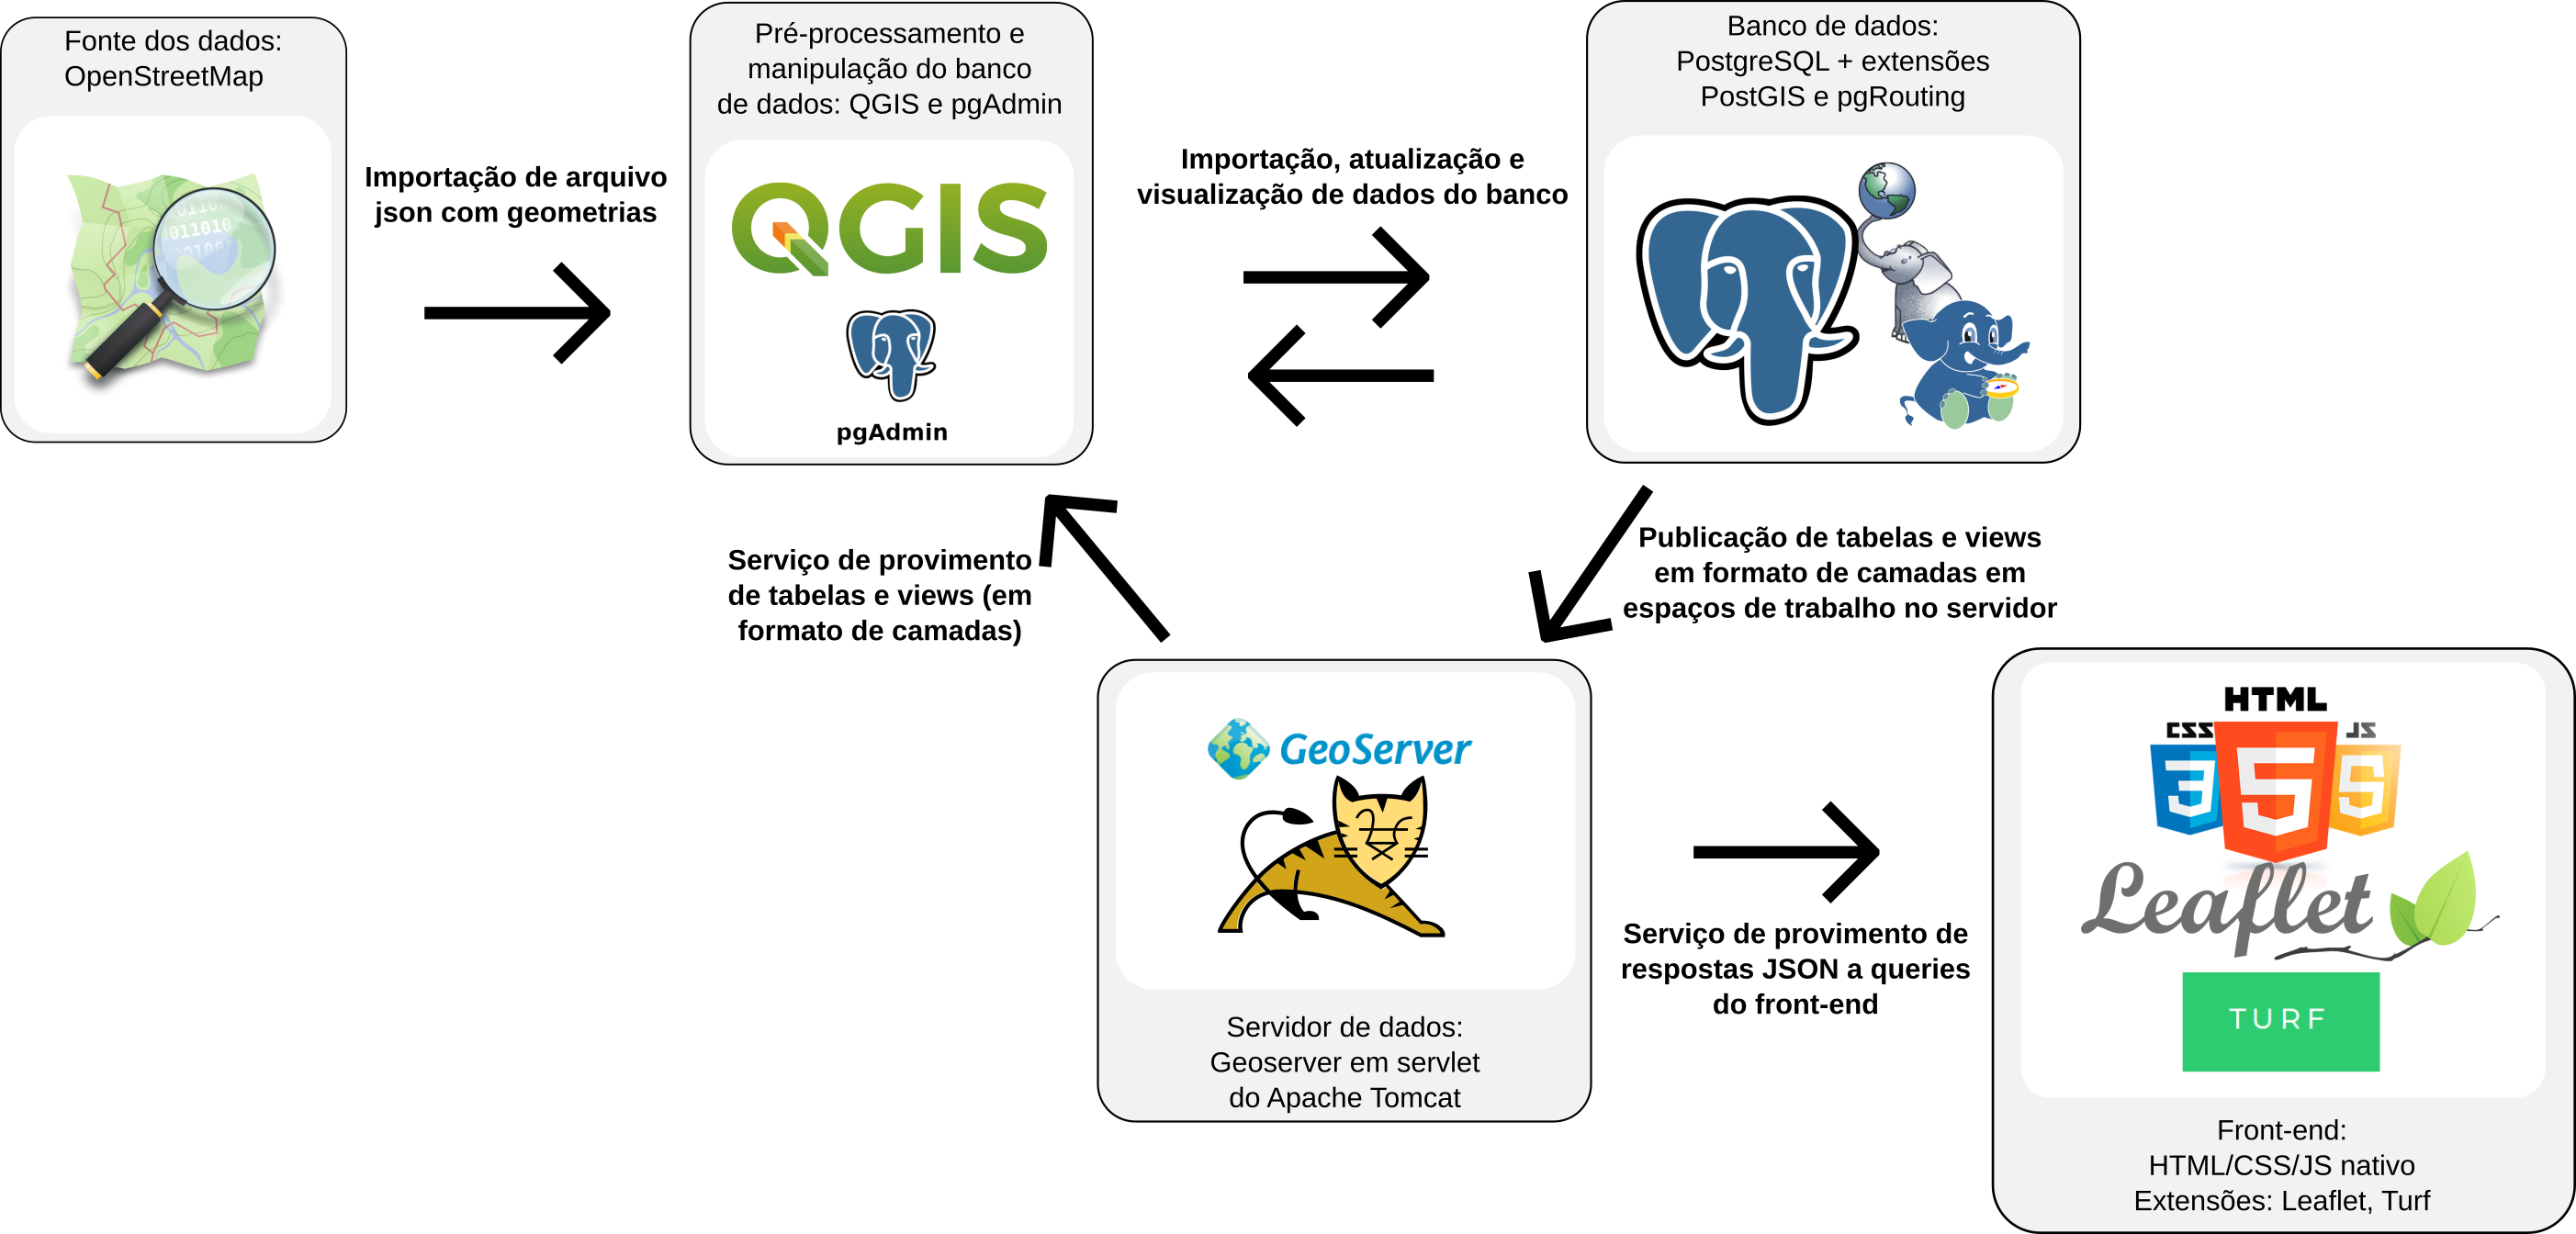 Fonte dos dados:
OpenStreetMap
Importação de arquivo
json com geometrias
Pré-processamento e
manipulação do banco
de dados: QGIS e pgAdmin
QGIS
pgAdmin
Importação, atualização e
visualização de dados do banco
Banco de dados:
PostgreSQL + extensões
PostGIS e pgRouting
Serviço de provimento
de tabelas e views (em
formato de camadas)
Publicação de tabelas e views
em formato de camadas em
espaços de trabalho no servidor
GeoServer
Servidor de dados:
Geoserver em servlet
do Apache Tomcat
Serviço de provimento de
respostas JSON a queries
do front-end
HTML
CSS JS
3 5 5
Leaflet
TURF
Front-end:
HTML/CSS/JS nativo
Extensões: Leaflet, Turf